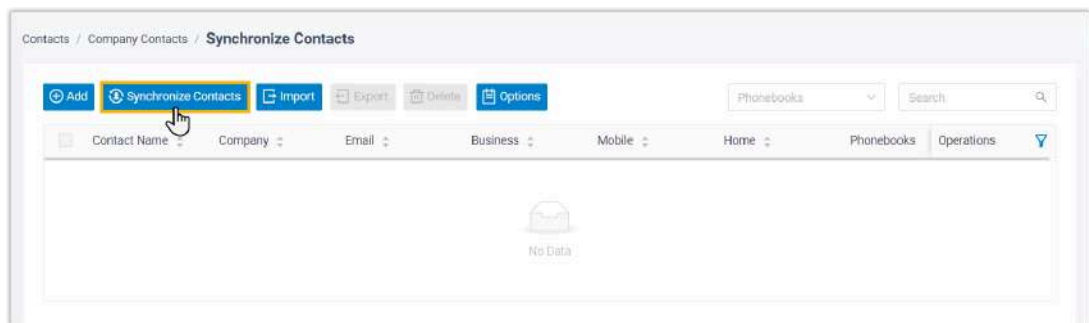 Contacts / Company Contacts / Synchronize Contacts
Add Synchronize Contacts Import Export Delete Options Phonebooks Search
Contact Name Company Email Business Mobile Home Phonebooks Operations
No Data